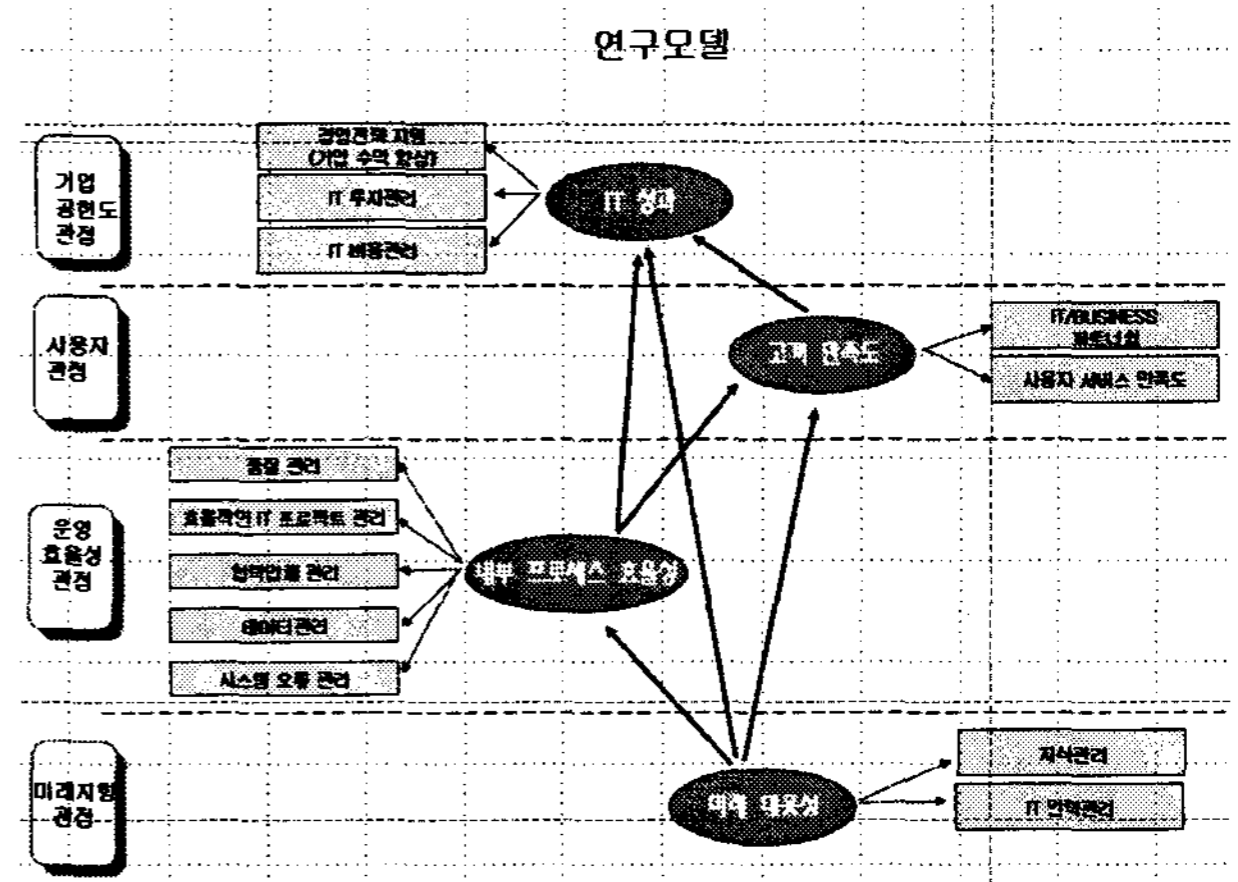 연구모델
기업
공헌도
관점
경영전략 지원
(기업 수익 향상)
IT 투자관리
IT 비용관리
IT 성과
사용자
관점
고객 만족도
IT/BUSINESS
파트너쉽
사용자 서비스 만족도
운영
효율성
관점
품질 관리
효율적인 IT 프로젝트 관리
협력업체 관리
데이터관리
시스템 오류 관리
내부 프로세스 효율성
미래지향
관점
미래 대응성
지식관리
IT 인력관리